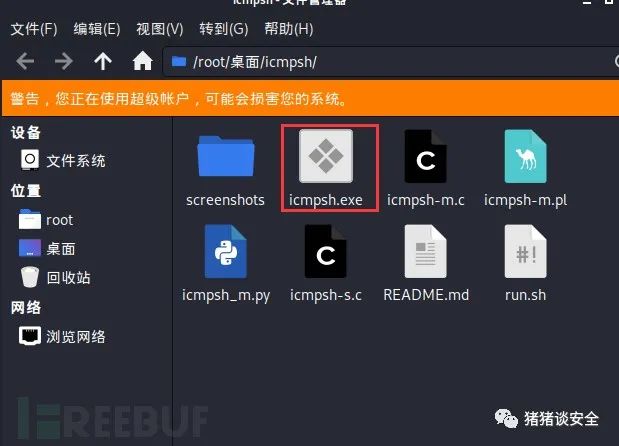 icmpsh - 文件管理器
文件(F) 编辑(E) 视图(V) 转到(G) 帮助(H)
/root/桌面/icmpsh/
警告，您正在使用超级帐户，可能会损害您的系统。
设备
文件系统
位置
root
桌面
回收站
网络
浏览网络
screenshots
icmpsh.exe
icmpsh-m.c
icmpsh-m.pl
icmpsh_m.py
icmpsh-s.c
README.md
run.sh
C
C
#!
FREEBUF
猪猪谈安全